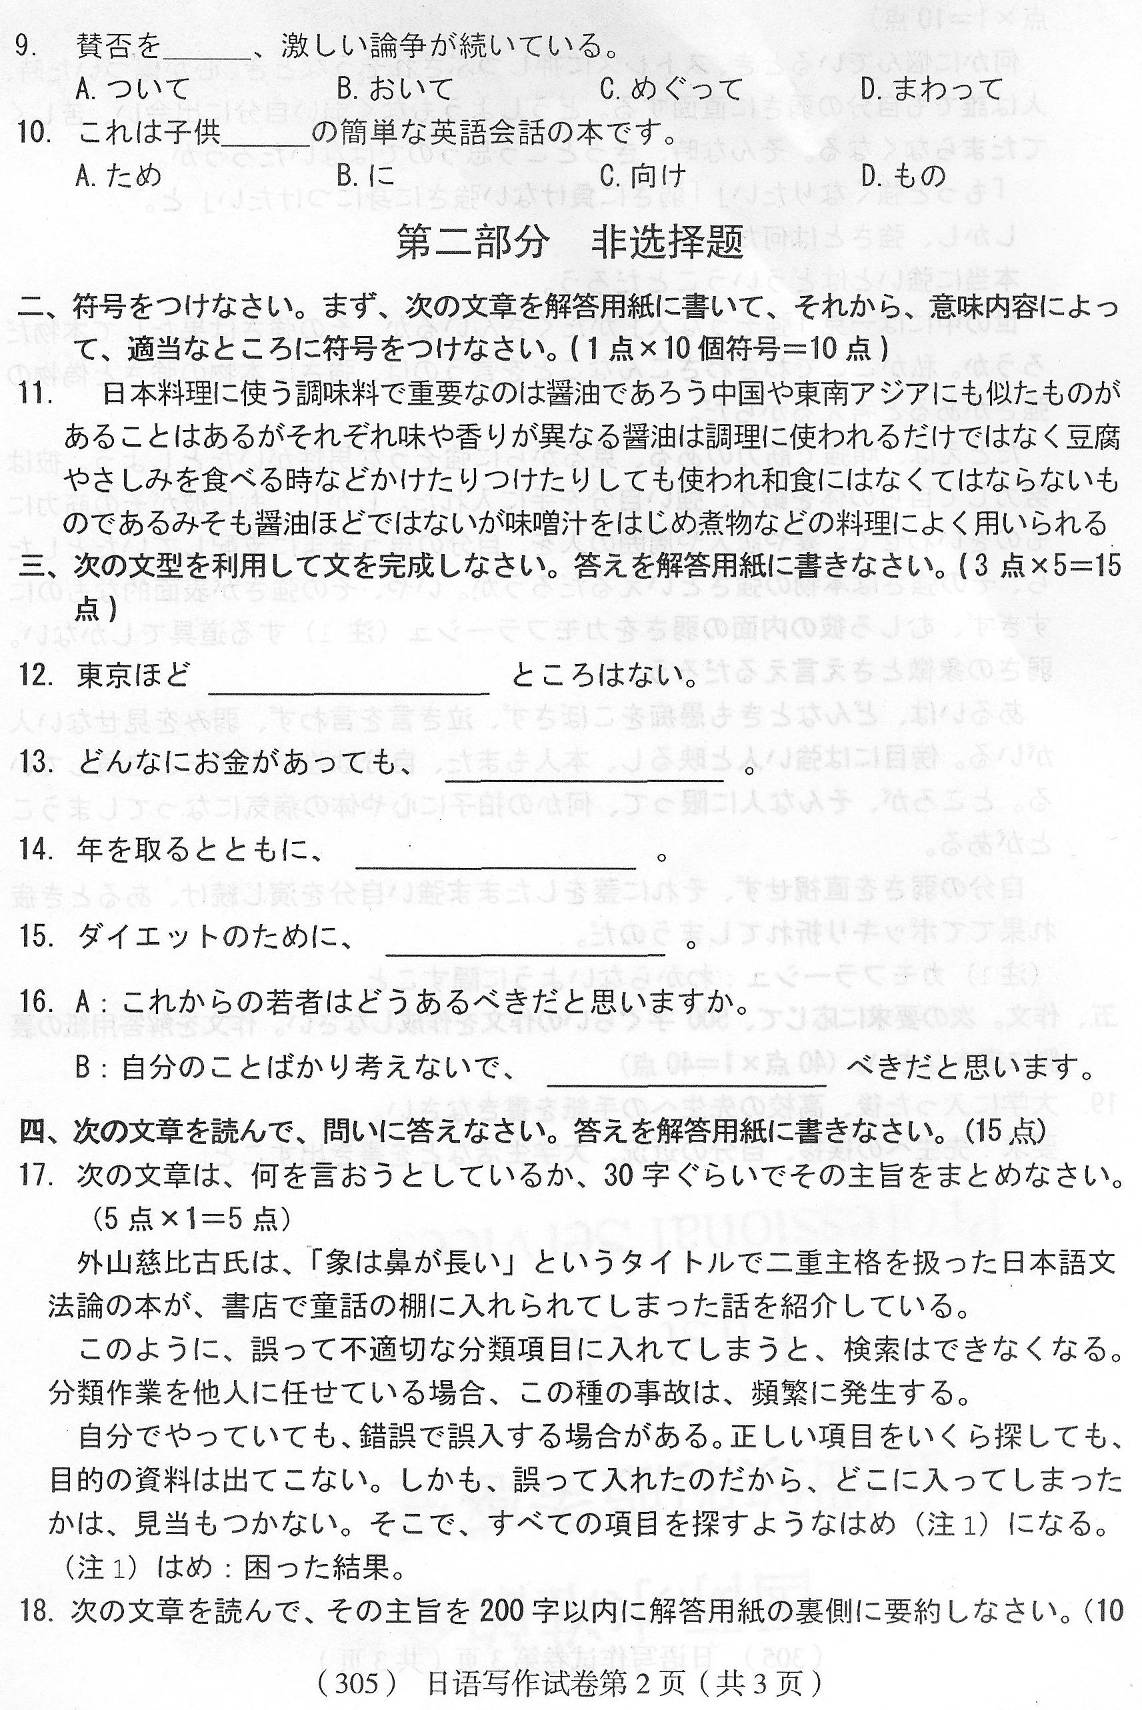 9. 賛否を______、激しい論争が続いている。
A. ついて B. おいて C. めぐって D. まわって
10. これは子供______の簡単な英語会話の本です。
A. ため B. に C. 向け D. もの
第二部分 非选择题
二、符号をつけなさい。まず、次の文章を解答用紙に書いて、それから、意味内容によっ
て、適当なところに符号をつけなさい。(1 点×10 個符号＝10 点)
11. 日本料理に使う調味料で重要なのは醤油であろう中国や東南アジアにも似たものが
あることはあるがそれぞれ味や香りが異なる醤油は調理に使われるだけではなく豆腐
やさしみを食べる時などかけたりつけたりしても使われ和食にはなくてはならないも
のであるみそも醤油ほどではないが味噌汁をはじめ煮物などの料理によく用いられる
三、次の文型を利用して文を完成しなさい。答えを解答用紙に書きなさい。(3 点×5＝15
点)
12. 東京ほど ____________________ ところはない。
13. どんなにお金があっても、 ____________________ 。
14. 年を取るとともに、 ____________________ 。
15. ダイエットのために、 ____________________ 。
16. A：これからの若者はどうあるべきだと思いますか。
B：自分のことばかり考えないで、 ____________________ べきだと思います。
四、次の文章を読んで、問いに答えなさい。答えを解答用紙に書きなさい。(15 点)
17. 次の文章は、何を言おうとしているか、30 字ぐらいでその主旨をまとめなさい。
（5 点×1＝5 点）
外山慈比古氏は、「象は鼻が長い」というタイトルで二重主格を扱った日本語文
法論の本が、書店で童話の棚に入れられてしまった話を紹介している。
このように、誤って不適切な分類項目に入れてしまうと、検索はできなくなる。
分類作業を他人に任せている場合、この種の事故は、頻繁に発生する。
自分でやっていても、錯誤で誤入する場合がある。正しい項目をいくら探しても、
目的の資料は出てこない。しかも、誤って入れたのだから、どこに入ってしまった
かは、見当もつかない。そこで、すべての項目を探すようなはめ（注1）になる。
（注1）はめ：困った結果。
18. 次の文章を読んで、その主旨を 200 字以内に解答用紙の裏側に要約しなさい。（10
（305） 日语写作试卷第 2 页（共 3 页）